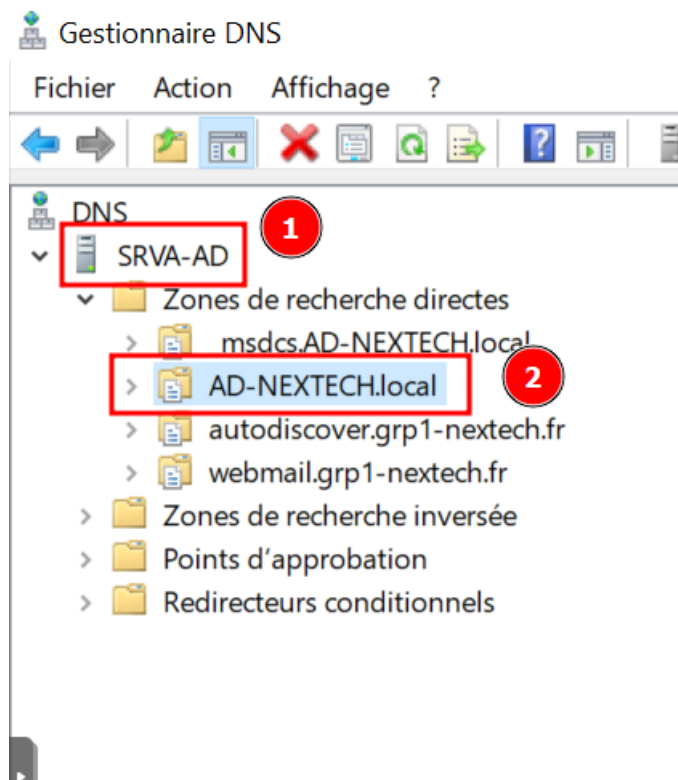 Gestionnaire DNS
Fichier Action Affichage ?
DNS
1
SRVA-AD
Zones de recherche directes
_msdcs.AD-NEXTECH.local
AD-NEXTECH.local
2
autodiscover.grp1-nextech.fr
webmail.grp1-nextech.fr
Zones de recherche inversée
Points d’approbation
Redirecteurs conditionnels